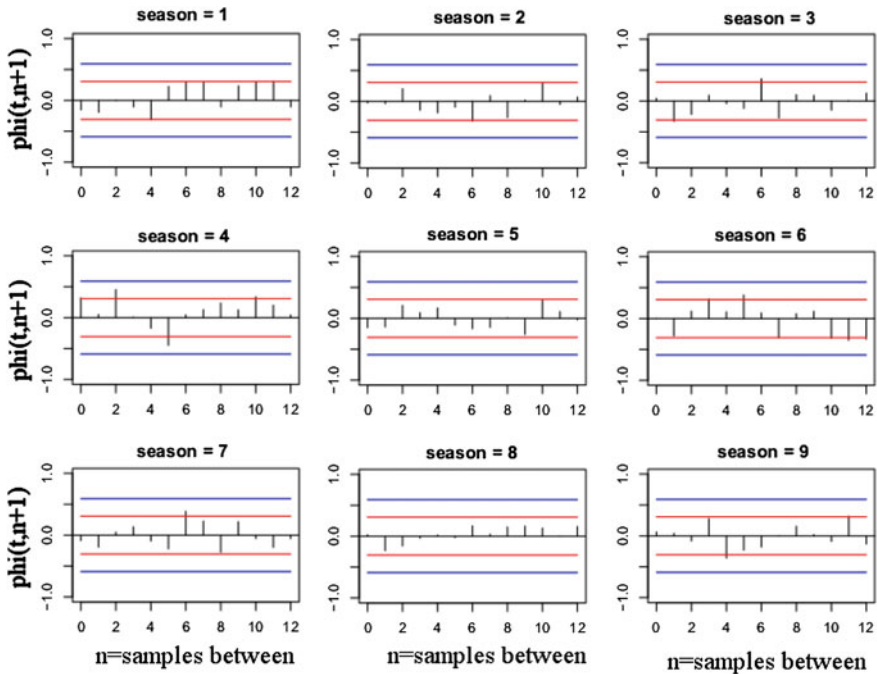 season = 1
season = 2
season = 3
phi(t,n+1)
1.0
0.0
-1.0
0 2 4 6 8 10 12
1.0
0.0
-1.0
0 2 4 6 8 10 12
1.0
0.0
-1.0
0 2 4 6 8 10 12
season = 4
season = 5
season = 6
phi(t,n+1)
1.0
0.0
-1.0
0 2 4 6 8 10 12
1.0
0.0
-1.0
0 2 4 6 8 10 12
1.0
0.0
-1.0
0 2 4 6 8 10 12
season = 7
season = 8
season = 9
phi(t,n+1)
1.0
0.0
-1.0
0 2 4 6 8 10 12
1.0
0.0
-1.0
0 2 4 6 8 10 12
1.0
0.0
-1.0
0 2 4 6 8 10 12
n=samples between
n=samples between
n=samples between